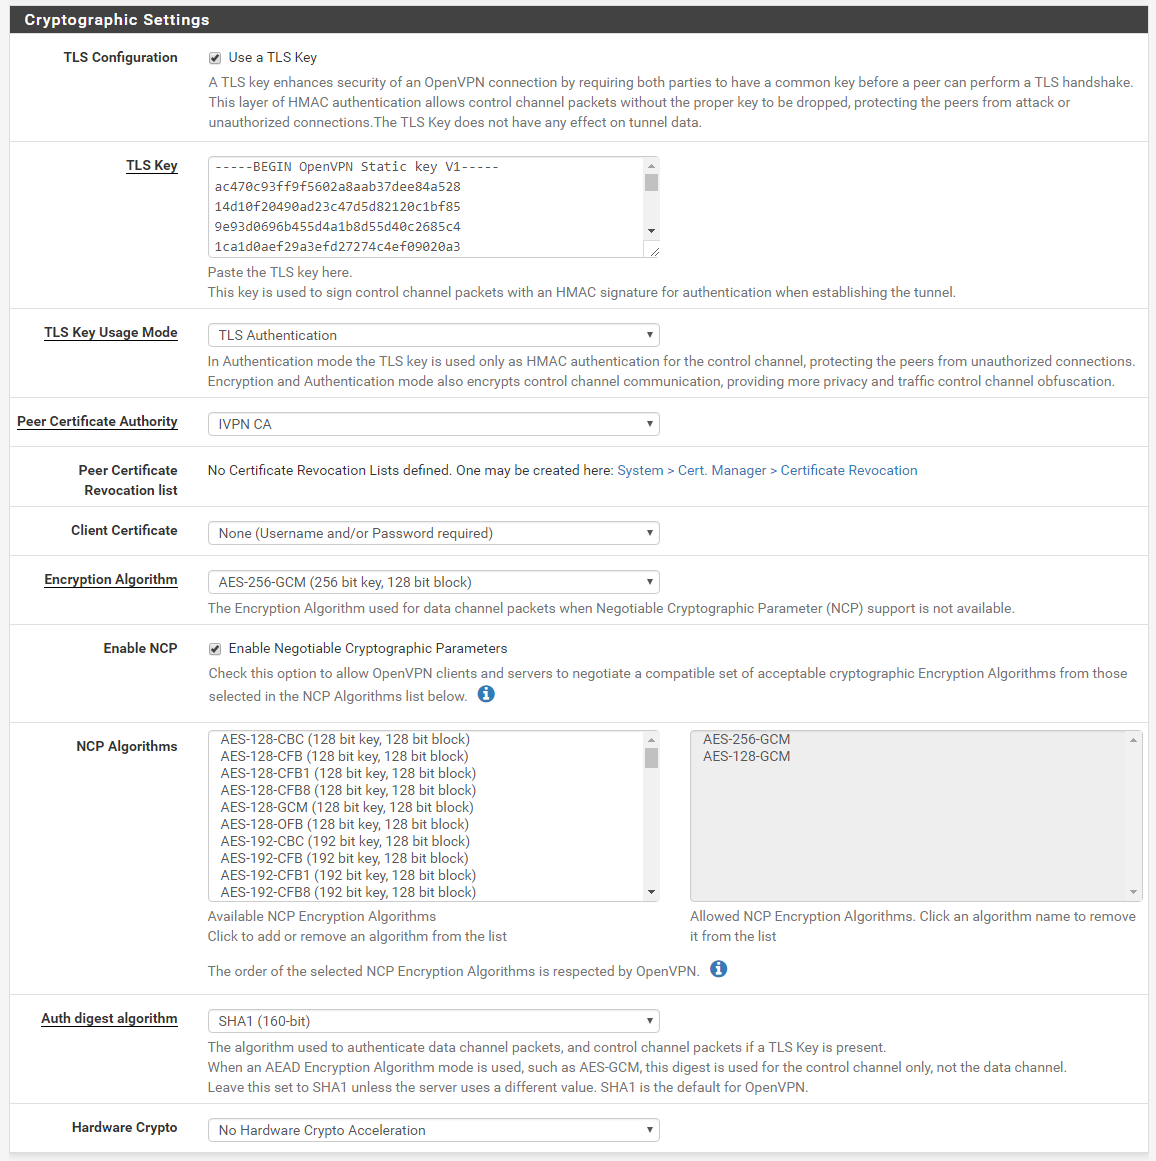 Cryptographic Settings
TLS Configuration
Use a TLS Key
A TLS key enhances security of an OpenVPN connection by requiring both parties to have a common key before a peer can perform a TLS handshake.
This layer of HMAC authentication allows control channel packets without the proper key to be dropped, protecting the peers from attack or
unauthorized connections.The TLS Key does not have any effect on tunnel data.
TLS Key
-----BEGIN OpenVPN Static key V1-----
ac470c93ff9f5602a8aab37dee84a528
14d10f20490ad23c47d5d82120c1bf85
9e93d0696b455d4a1b8d55d40c2685c4
1ca1d0aef29a3efd27274c4ef09020a3
Paste the TLS key here.
This key is used to sign control channel packets with an HMAC signature for authentication when establishing the tunnel.
TLS Key Usage Mode
TLS Authentication
In Authentication mode the TLS key is used only as HMAC authentication for the control channel, protecting the peers from unauthorized connections.
Encryption and Authentication mode also encrypts control channel communication, providing more privacy and traffic control channel obfuscation.
Peer Certificate Authority
IVPN CA
Peer Certificate
Revocation list
No Certificate Revocation Lists defined. One may be created here: System > Cert. Manager > Certificate Revocation
Client Certificate
None (Username and/or Password required)
Encryption Algorithm
AES-256-GCM (256 bit key, 128 bit block)
The Encryption Algorithm used for data channel packets when Negotiable Cryptographic Parameter (NCP) support is not available.
Enable NCP
Enable Negotiable Cryptographic Parameters
Check this option to allow OpenVPN clients and servers to negotiate a compatible set of acceptable cryptographic Encryption Algorithms from those
selected in the NCP Algorithms list below.
NCP Algorithms
AES-128-CBC (128 bit key, 128 bit block)
AES-128-CFB (128 bit key, 128 bit block)
AES-128-CFB1 (128 bit key, 128 bit block)
AES-128-CFB8 (128 bit key, 128 bit block)
AES-128-GCM (128 bit key, 128 bit block)
AES-128-OFB (128 bit key, 128 bit block)
AES-192-CBC (192 bit key, 128 bit block)
AES-192-CFB (192 bit key, 128 bit block)
AES-192-CFB1 (192 bit key, 128 bit block)
AES-192-CFB8 (192 bit key, 128 bit block)
Available NCP Encryption Algorithms
Click to add or remove an algorithm from the list
AES-256-GCM
AES-128-GCM
Allowed NCP Encryption Algorithms. Click an algorithm name to remove
it from the list
The order of the selected NCP Encryption Algorithms is respected by OpenVPN.
Auth digest algorithm
SHA1 (160-bit)
The algorithm used to authenticate data channel packets, and control channel packets if a TLS Key is present.
When an AEAD Encryption Algorithm mode is used, such as AES-GCM, this digest is used for the control channel only, not the data channel.
Leave this set to SHA1 unless the server uses a different value. SHA1 is the default for OpenVPN.
Hardware Crypto
No Hardware Crypto Acceleration